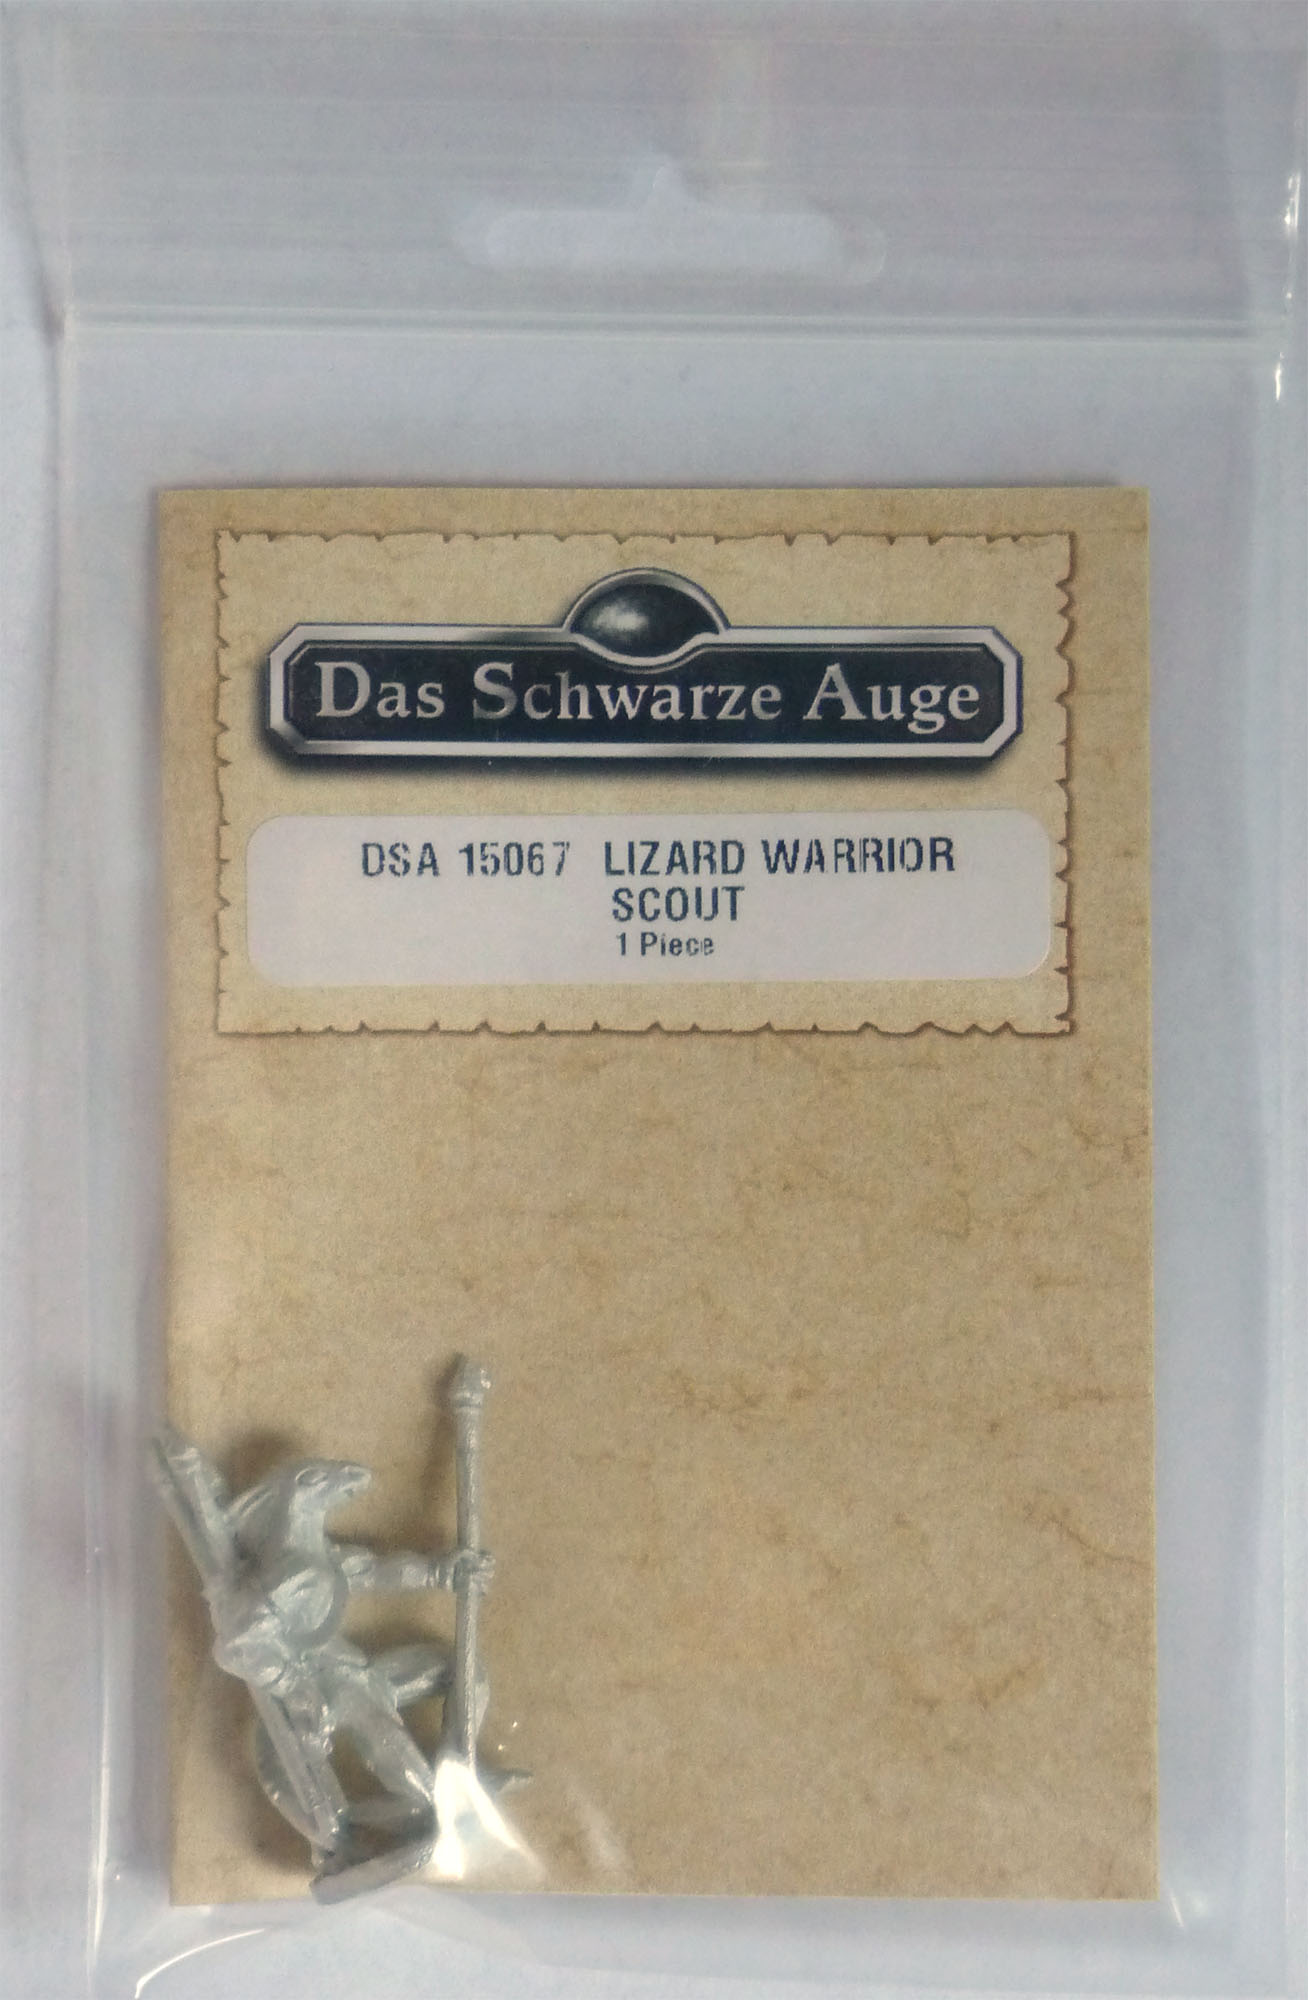 Das Schwarze Auge
DSA 15067 LIZARD WARRIOR
SCOUT
1 Piece